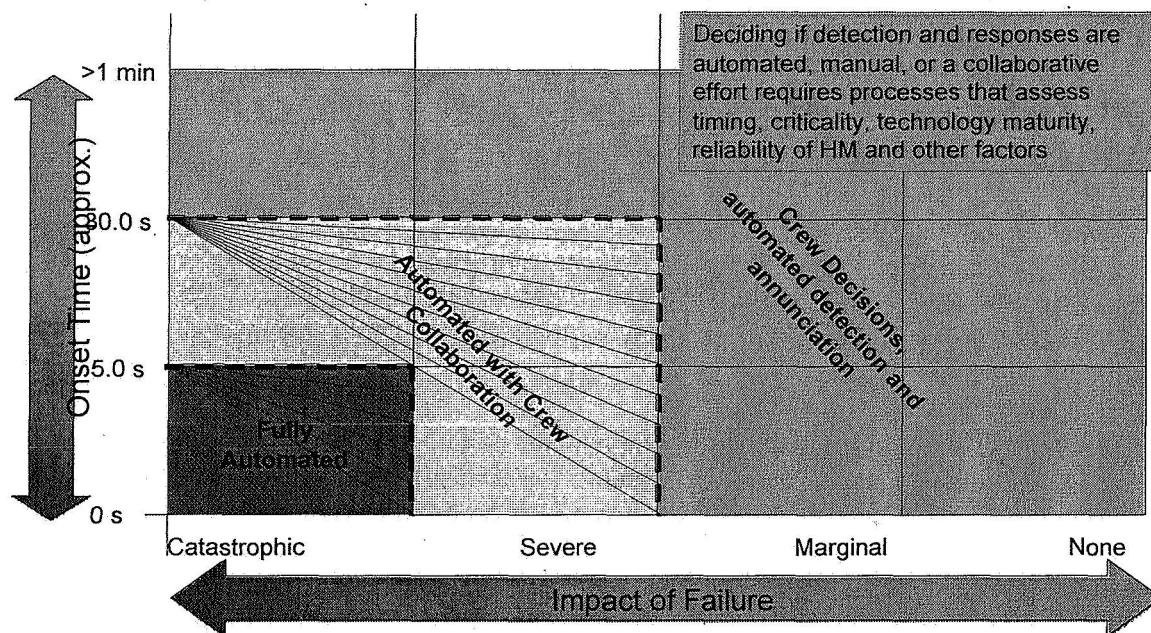 Deciding if detection and responses are
automated, manual, or a collaborative
effort requires processes that assess
timing, criticality, technology maturity,
reliability of HM and other factors
>1 min
30.0 s
5.0 s
0 s
Onset Time (approx.)
Automated with Crew
Collaboration
Crew Decisions,
automated detection and
annunciation
Fully
Automated
Catastrophic
Severe
Marginal
None
Impact of Failure